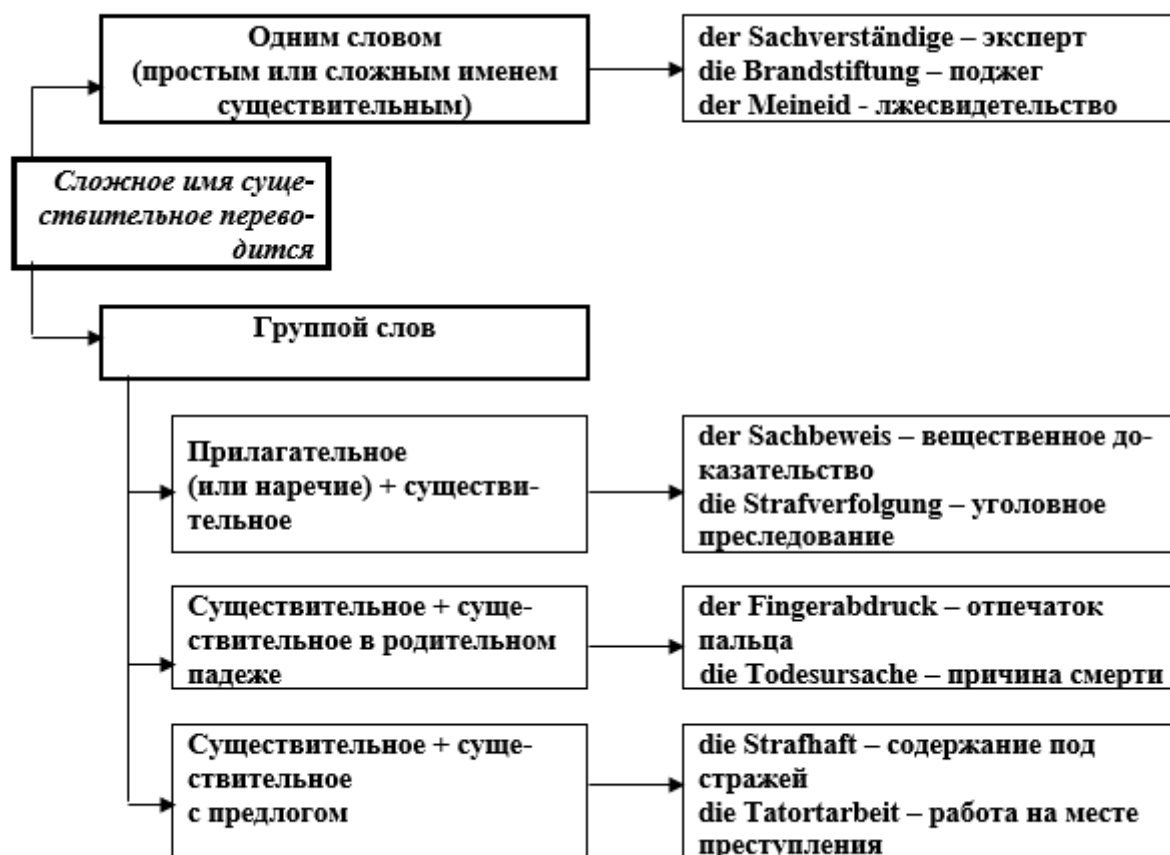 Одним словом
(простым или сложным именем
существительным)
der Sachverständige – эксперт
die Brandstiftung – поджег
der Meineid - лжесвидетельство
Сложное имя суще-
ствительное перево-
дится
Группой слов
Прилагательное
(или наречие) + существи-
тельное
der Sachbeweis – вещественное до-
казательство
die Strafverfolgung – уголовное
преследование
Существительное + суще-
ствительное в родительном
падеже
der Fingerabdruck – отпечаток
пальца
die Todesursache – причина смерти
Существительное + суще-
ствительное
с предлогом
die Strafhaft – содержание под
стражей
die Tatortarbeit – работа на месте
преступления